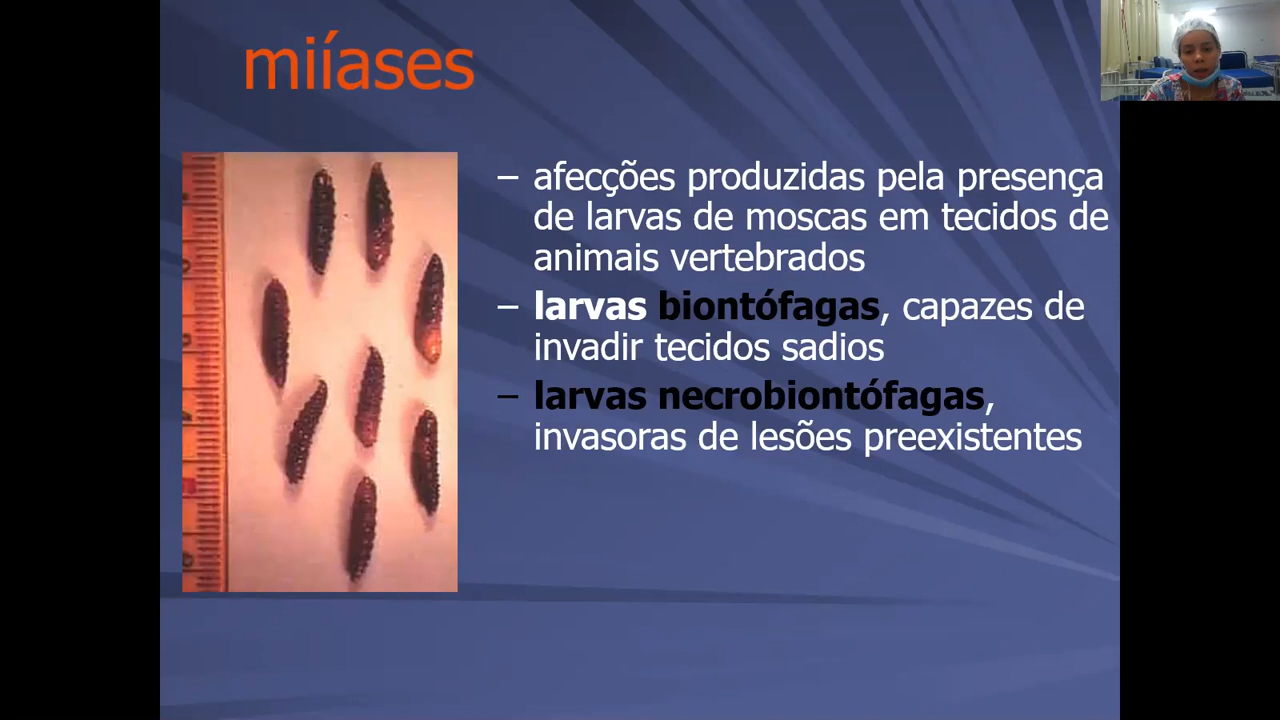 miíases
– afecções produzidas pela presença
de larvas de moscas em tecidos de
animais vertebrados
– larvas biontófagas, capazes de
invadir tecidos sadios
– larvas necrobiontófagas,
invasoras de lesões preexistentes